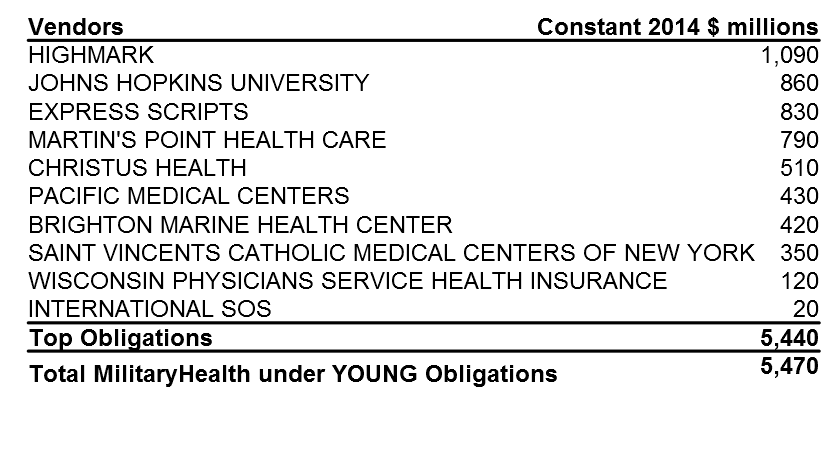 Vendors Constant 2014 $ millions
HIGHMARK 1,090
JOHNS HOPKINS UNIVERSITY 860
EXPRESS SCRIPTS 830
MARTIN'S POINT HEALTH CARE 790
CHRISTUS HEALTH 510
PACIFIC MEDICAL CENTERS 430
BRIGHTON MARINE HEALTH CENTER 420
SAINT VINCENTS CATHOLIC MEDICAL CENTERS OF NEW YORK 350
WISCONSIN PHYSICIANS SERVICE HEALTH INSURANCE 120
INTERNATIONAL SOS 20
Top Obligations 5,440
Total MilitaryHealth under YOUNG Obligations 5,470